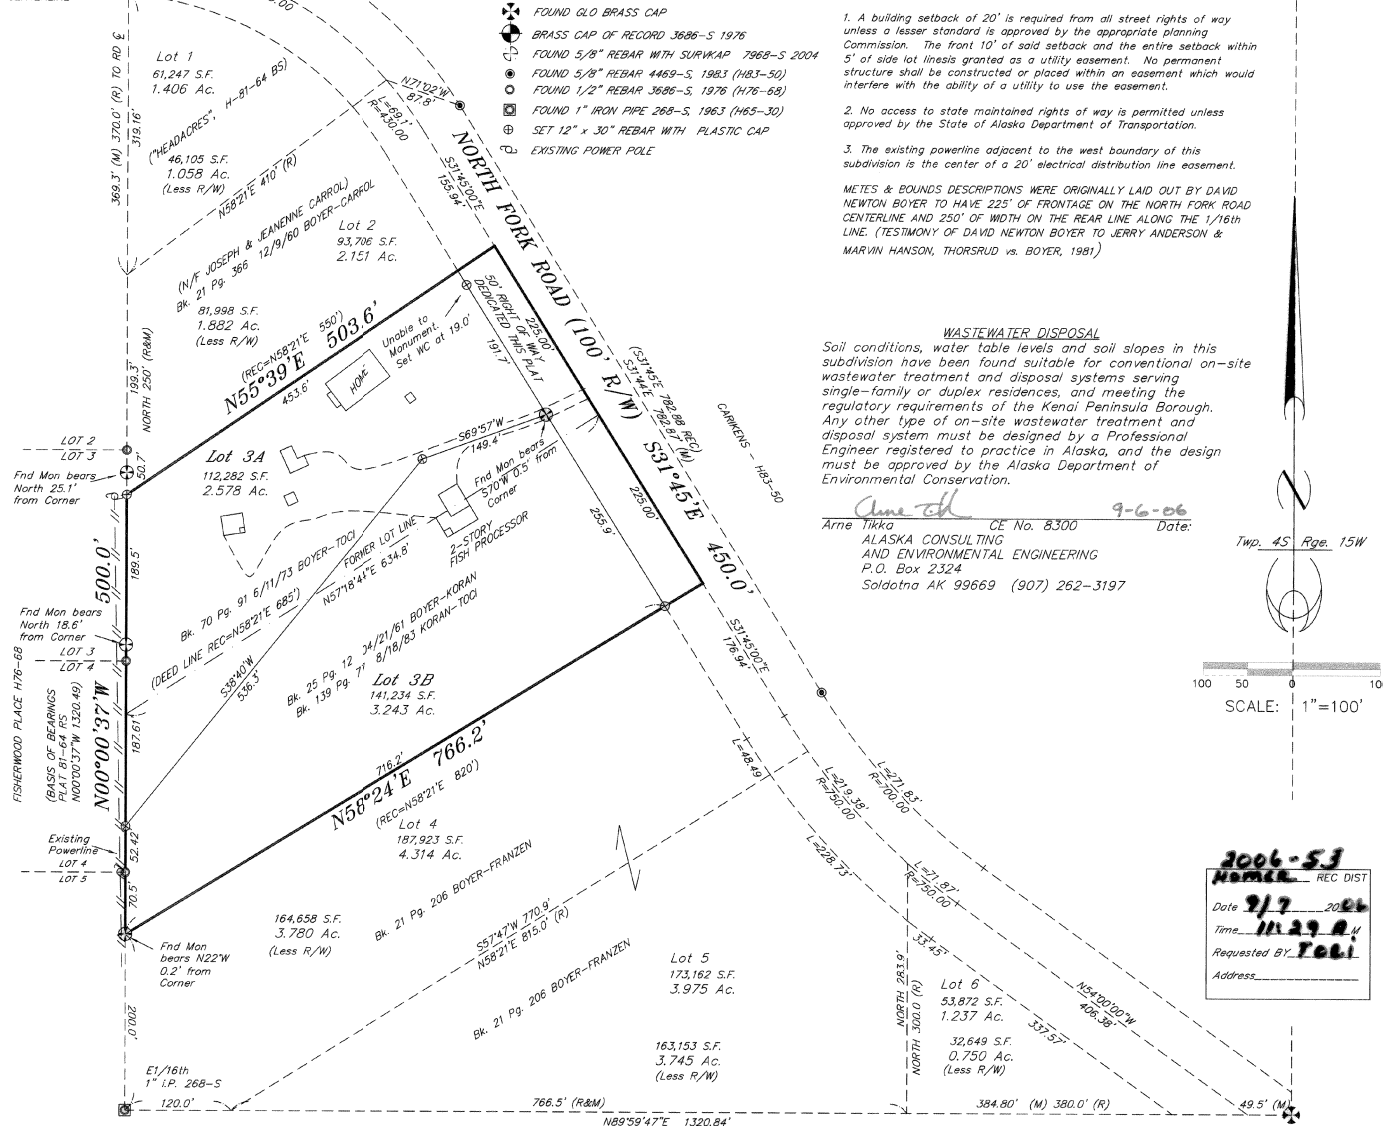 FOUND GLO BRASS CAP
BRASS CAP OF RECORD 3686-S 1976
FOUND 5/8" REBAR WITH SURVKAP 7968-S 2004
FOUND 5/8" REBAR 4469-S, 1983 (H83-50)
FOUND 1/2" REBAR 3686-S, 1976 (H76-68)
FOUND 1" IRON PIPE 268-S, 1963 (H65-30)
SET 12" x 30" REBAR WITH PLASTIC CAP
EXISTING POWER POLE
1. A building setback of 20' is required from all street rights of way
unless a lesser standard is approved by the appropriate planning
Commission. The front 10' of said setback and the entire setback within
5' of side lot linesis granted as a utility easement. No permanent
structure shall be constructed or placed within an easement which would
interfere with the ability of a utility to use the easement.
2. No access to state maintained rights of way is permitted unless
approved by the State of Alaska Department of Transportation.
3. The existing powerline adjacent to the west boundary of this
subdivision is the center of a 20' electrical distribution line easement.
METES & BOUNDS DESCRIPTIONS WERE ORIGINALLY LAID OUT BY DAVID
NEWTON BOYER TO HAVE 225' OF FRONTAGE ON THE NORTH FORK ROAD
CENTERLINE AND 250' OF WIDTH ON THE REAR LINE ALONG THE 1/16th
LINE. (TESTIMONY OF DAVID NEWTON BOYER TO JERRY ANDERSON &
MARVIN HANSON, THORSRUD vs. BOYER, 1981)
WASTEWATER DISPOSAL
Soil conditions, water table levels and soil slopes in this
subdivision have been found suitable for conventional on-site
wastewater treatment and disposal systems serving
single-family or duplex residences, and meeting the
regulatory requirements of the Kenai Peninsula Borough.
Any other type of on-site wastewater treatment and
disposal system must be designed by a Professional
Engineer registered to practice in Alaska, and the design
must be approved by the Alaska Department of
Environmental Conservation.
9-6-06
Arne Tikka CE No. 8300 Date:
ALASKA CONSULTING
AND ENVIRONMENTAL ENGINEERING
P.O. Box 2324
Soldotna AK 99669 (907) 262-3197
Twp. 4S Rge. 15W
100 50 0 10
SCALE: 1"=100'
2006-53
HOMER REC DIST
Date 9/7 2006
Time 11:29 A M
Requested BY TOCI
Address
Lot 1
61,247 S.F.
1.406 Ac.
("HEADACRES", H-81-64 BS)
46,105 S.F.
1.058 Ac.
(Less R/W)
369.3' (M) 370.0' (R) TO RD ℄
319.16'
N58°21'E 410' (R)
N71°02'W
87.8'
L=69.1'
R=430.00
S31°45'00"E
155.94'
(N/F JOSEPH & JEANENNE CARROL)
Bk. 21 Pg. 366 12/9/60 BOYER-CARFOL
Lot 2
93,706 S.F.
2.151 Ac.
81,998 S.F.
1.882 Ac.
(Less R/W)
199.3'
NORTH 250' (R&M)
(REC=N58°21'E 550')
N55°39'E 503.6'
453.6'
Unable to
Monument.
Set WC at 19.0'
HOME
50' RIGHT OF WAY
DEDICATED THIS PLAT
NORTH FORK ROAD (100' R/W)
225.00'
191.7
(S31°45'E 782.88 REC)
S31°44'E 782.87' (M)
CARIKENS - H83-50
S31°45'E 450.0'
225.00'
255.9'
S69°57'W
149.4'
Fnd Mon bears
S70°W 0.5' from
Corner
LOT 2
LOT 3
50.7'
Fnd Mon bears
North 25.1'
from Corner
Lot 3A
112,282 S.F.
2.578 Ac.
2-STORY
FISH PROCESSOR
189.5'
Bk. 70 Pg. 91 6/11/73 BOYER-TOCI
FORMER LOT LINE
N57°18'41"E 634.8'
(DEED LINE REC=N58°21'E 685')
Fnd Mon bears
North 18.6'
from Corner
LOT 3
LOT 4
FISHERWOOD PLACE H76-68
(BASIS OF BEARINGS
PLAT 81-64 RS
N00°00'37"W 1320.49)
N00°00'37"W 500.0'
187.61'
S38°40'W
536.3'
Bk. 25 Pg. 12 04/21/61 BOYER-KORAN
Bk. 139 Pg. 8/18/83 KORAN-TOCI
Lot 3B
141,234 S.F.
3.243 Ac.
716.2'
N58°24'E 766.2'
(REC=N58°21'E 820')
S31°45'00"E
176.94'
L=48.49
L=271.83'
R=700.00
L=219.38'
R=750.00
L=228.73'
L=71.87'
R=750.00
33.45'
Existing
Powerline
52.42'
LOT 4
LOT 5
70.5'
Lot 4
187,923 S.F.
4.314 Ac.
164,658 S.F.
3.780 Ac.
(Less R/W)
Bk. 21 Pg. 206 BOYER-FRANZEN
Fnd Mon
bears N22°W
0.2' from
Corner
S57°47'W 770.9'
N58°21'E 815.0' (R)
Bk. 21 Pg. 206 BOYER-FRANZEN
Lot 5
173,162 S.F.
3.975 Ac.
163,153 S.F.
3.745 Ac.
(Less R/W)
NORTH 283.9'
NORTH 300.0 (R)
Lot 6
53,872 S.F.
1.237 Ac.
32,649 S.F.
0.750 Ac.
(Less R/W)
N54°00'00"W
406.38'
337.57'
200.0'
E1/16th
1" I.P. 268-S
120.0'
766.5' (R&M)
384.80' (M) 380.0' (R)
49.5' (M)
N89°59'47"E 1320.84'